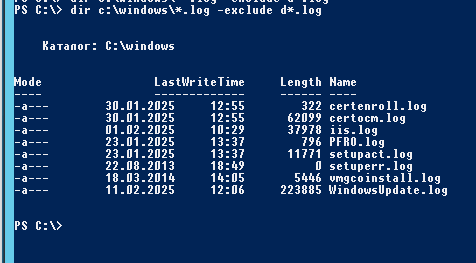 PS C:\> dir c:\windows\*.log -exclude d*.log
Каталог: C:\windows
Mode LastWriteTime Length Name
---- ------------- ------ ----
-a--- 30.01.2025 12:55 322 certenroll.log
-a--- 30.01.2025 12:55 62099 certocm.log
-a--- 01.02.2025 10:29 37978 iis.log
-a--- 23.01.2025 13:37 796 PFRO.log
-a--- 23.01.2025 13:37 11771 setupact.log
-a--- 22.08.2013 18:49 0 setuperr.log
-a--- 18.03.2014 14:05 5446 vmgcoinstall.log
-a--- 11.02.2025 12:06 223885 WindowsUpdate.log
PS C:\>